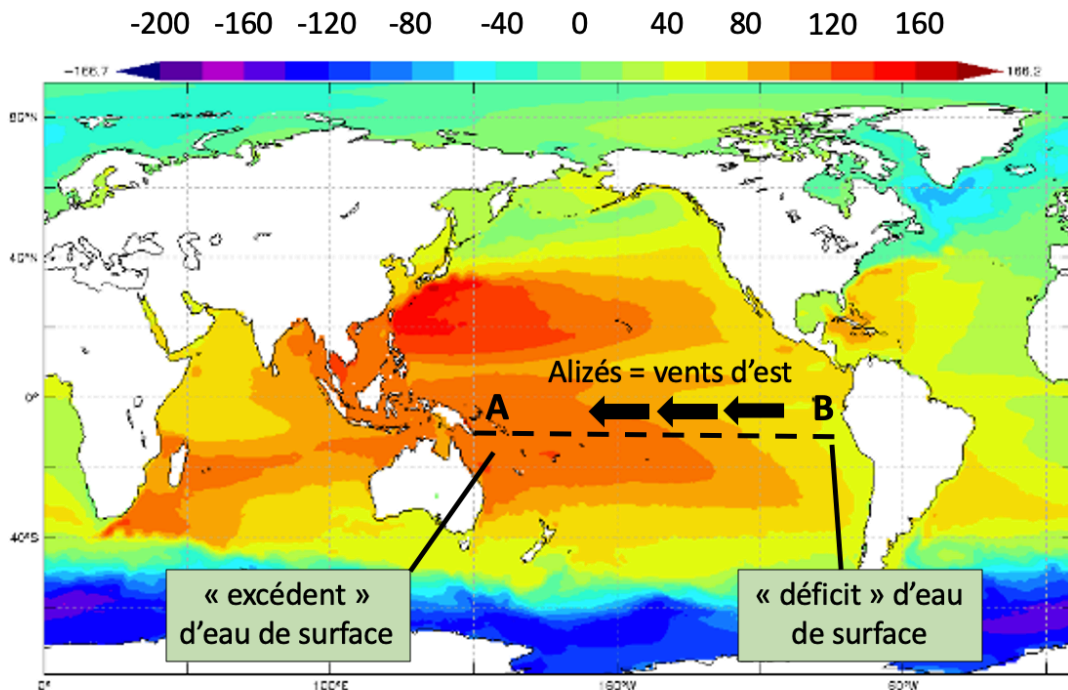 -200 -160 -120 -80 -40 0 40 80 120 160
-166.7 166.2
80°N
Alizés = vents d'est
40°N
0°
A B
40°S
« excédent »
d'eau de surface
« déficit » d'eau
de surface
0° 100°E 160°W 60°W